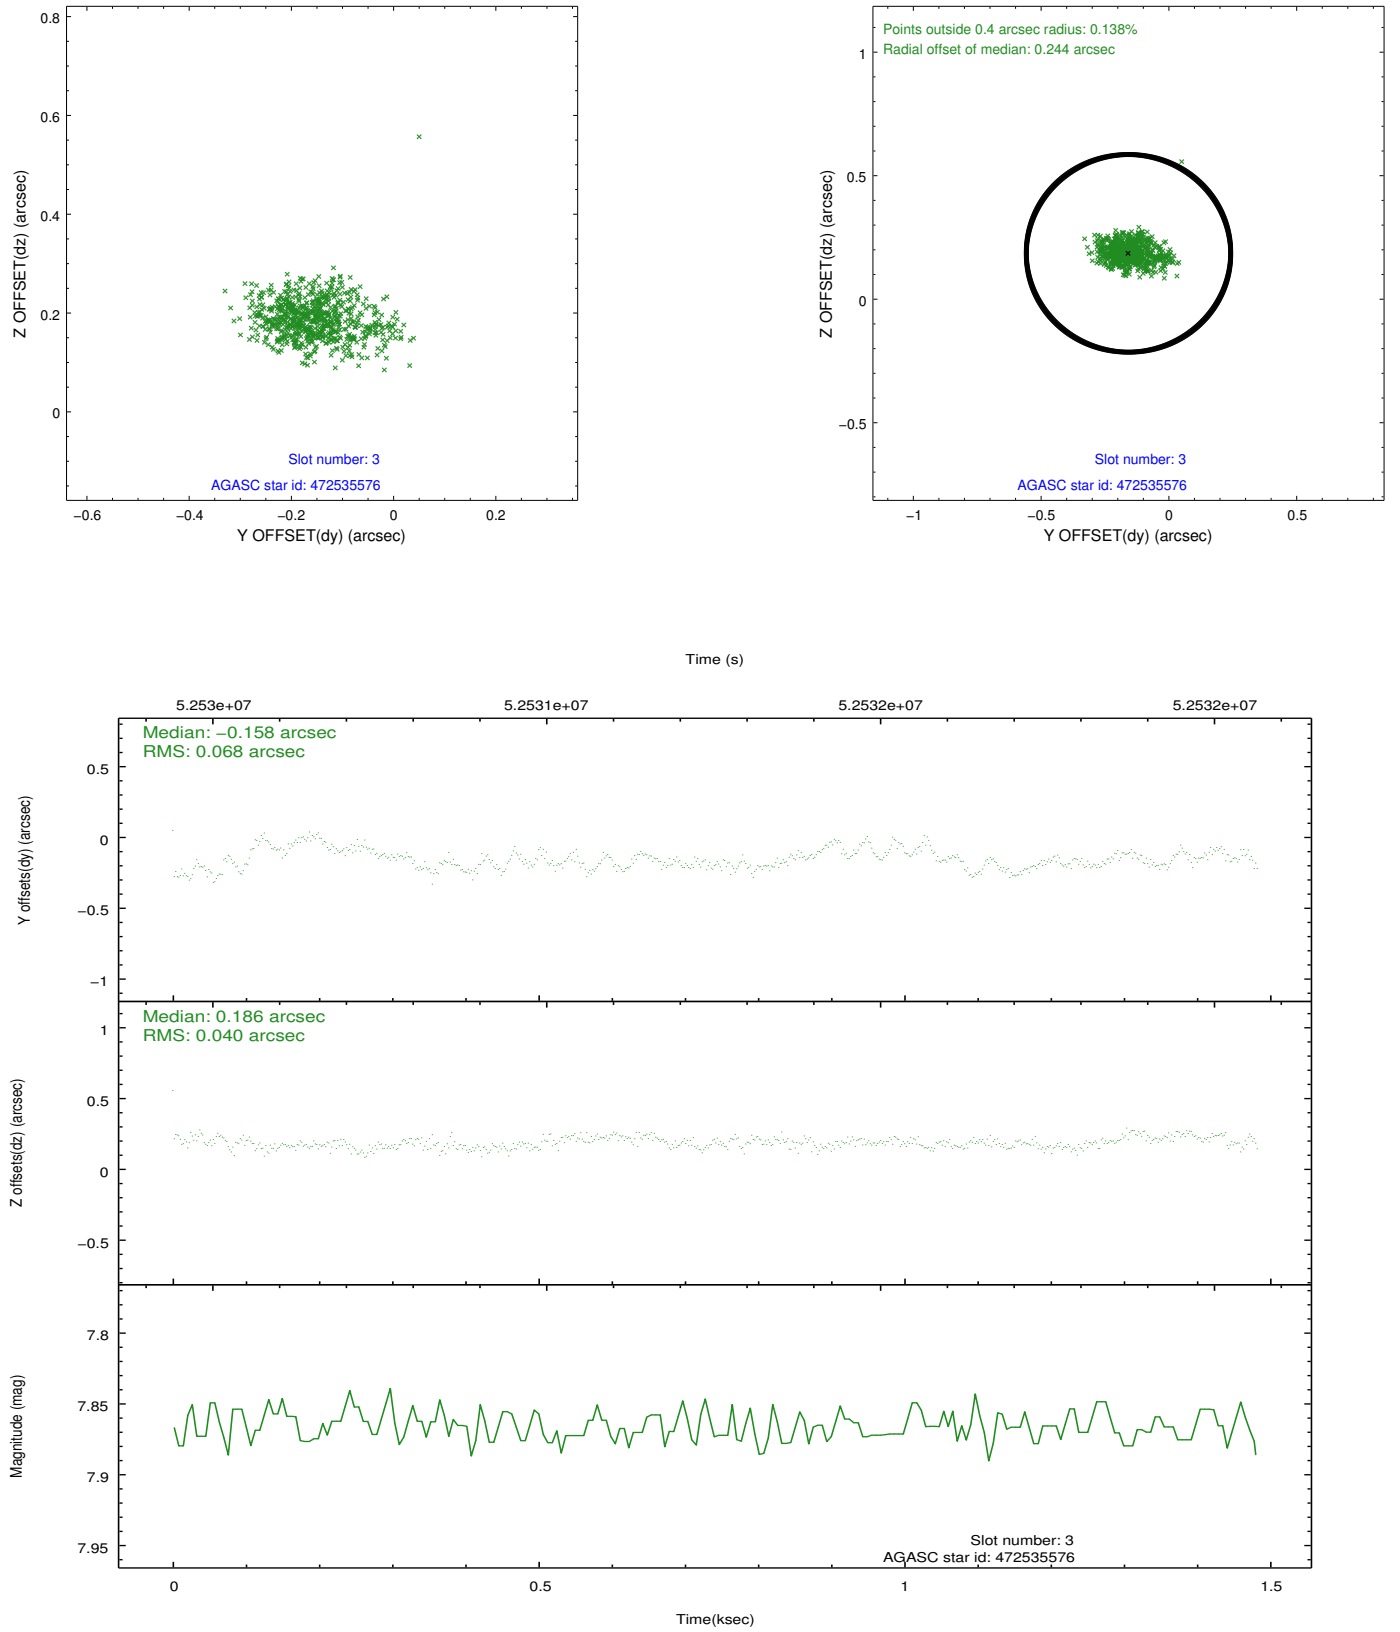 0.8
0.6
0.4
0.2
0
Z OFFSET(dz) (arcsec)
Slot number: 3
AGASC star id: 472535576
−0.6 −0.4 −0.2 0 0.2
Y OFFSET(dy) (arcsec)
Points outside 0.4 arcsec radius: 0.138%
Radial offset of median: 0.244 arcsec
1
0.5
0
−0.5
Z OFFSET(dz) (arcsec)
Slot number: 3
AGASC star id: 472535576
−1 −0.5 0 0.5
Y OFFSET(dy) (arcsec)
Time (s)
5.253e+07 5.2531e+07 5.2532e+07 5.2532e+07
Median: −0.158 arcsec
RMS: 0.068 arcsec
0.5
0
−0.5
−1
Y offsets(dy) (arcsec)
Median: 0.186 arcsec
RMS: 0.040 arcsec
1
0.5
0
−0.5
Z offsets(dz) (arcsec)
7.8
7.85
7.9
7.95
Magnitude (mag)
Slot number: 3
AGASC star id: 472535576
0 0.5 1 1.5
Time(ksec)